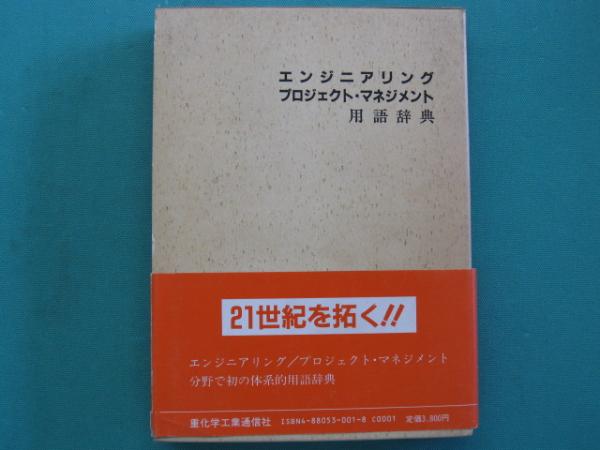 エンジニアリング
プロジェクト・マネジメント
用語辞典
21世紀を拓く!!
エンジニアリング/プロジェクト・マネジメント
分野で初の体系的用語辞典
重化学工業通信社 ISBN4-88053-001-8 C0001 定価3,800円